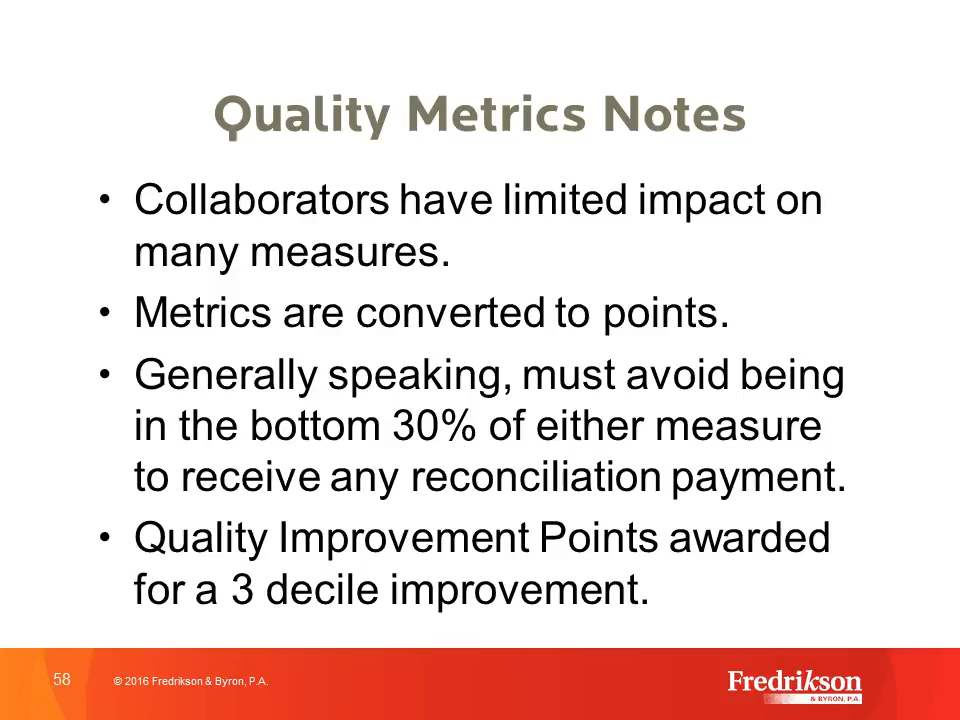 Quality Metrics Notes
• Collaborators have limited impact on
many measures.
• Metrics are converted to points.
• Generally speaking, must avoid being
in the bottom 30% of either measure
to receive any reconciliation payment.
• Quality Improvement Points awarded
for a 3 decile improvement.
58
© 2016 Fredrikson & Byron, P.A.
Fredrikson
& BYRON, P.A.